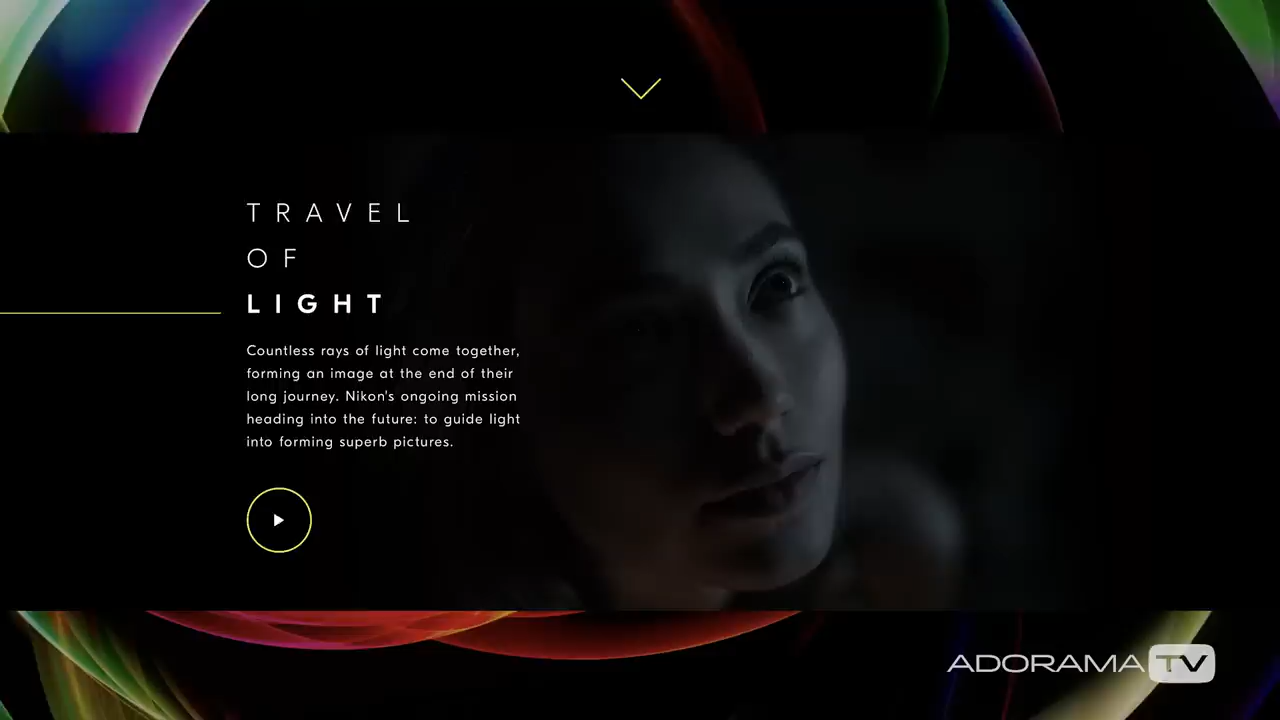 TRAVEL
OF
LIGHT
Countless rays of light come together,
forming an image at the end of their
long journey. Nikon's ongoing mission
heading into the future: to guide light
into forming superb pictures.
ADORAMA TV